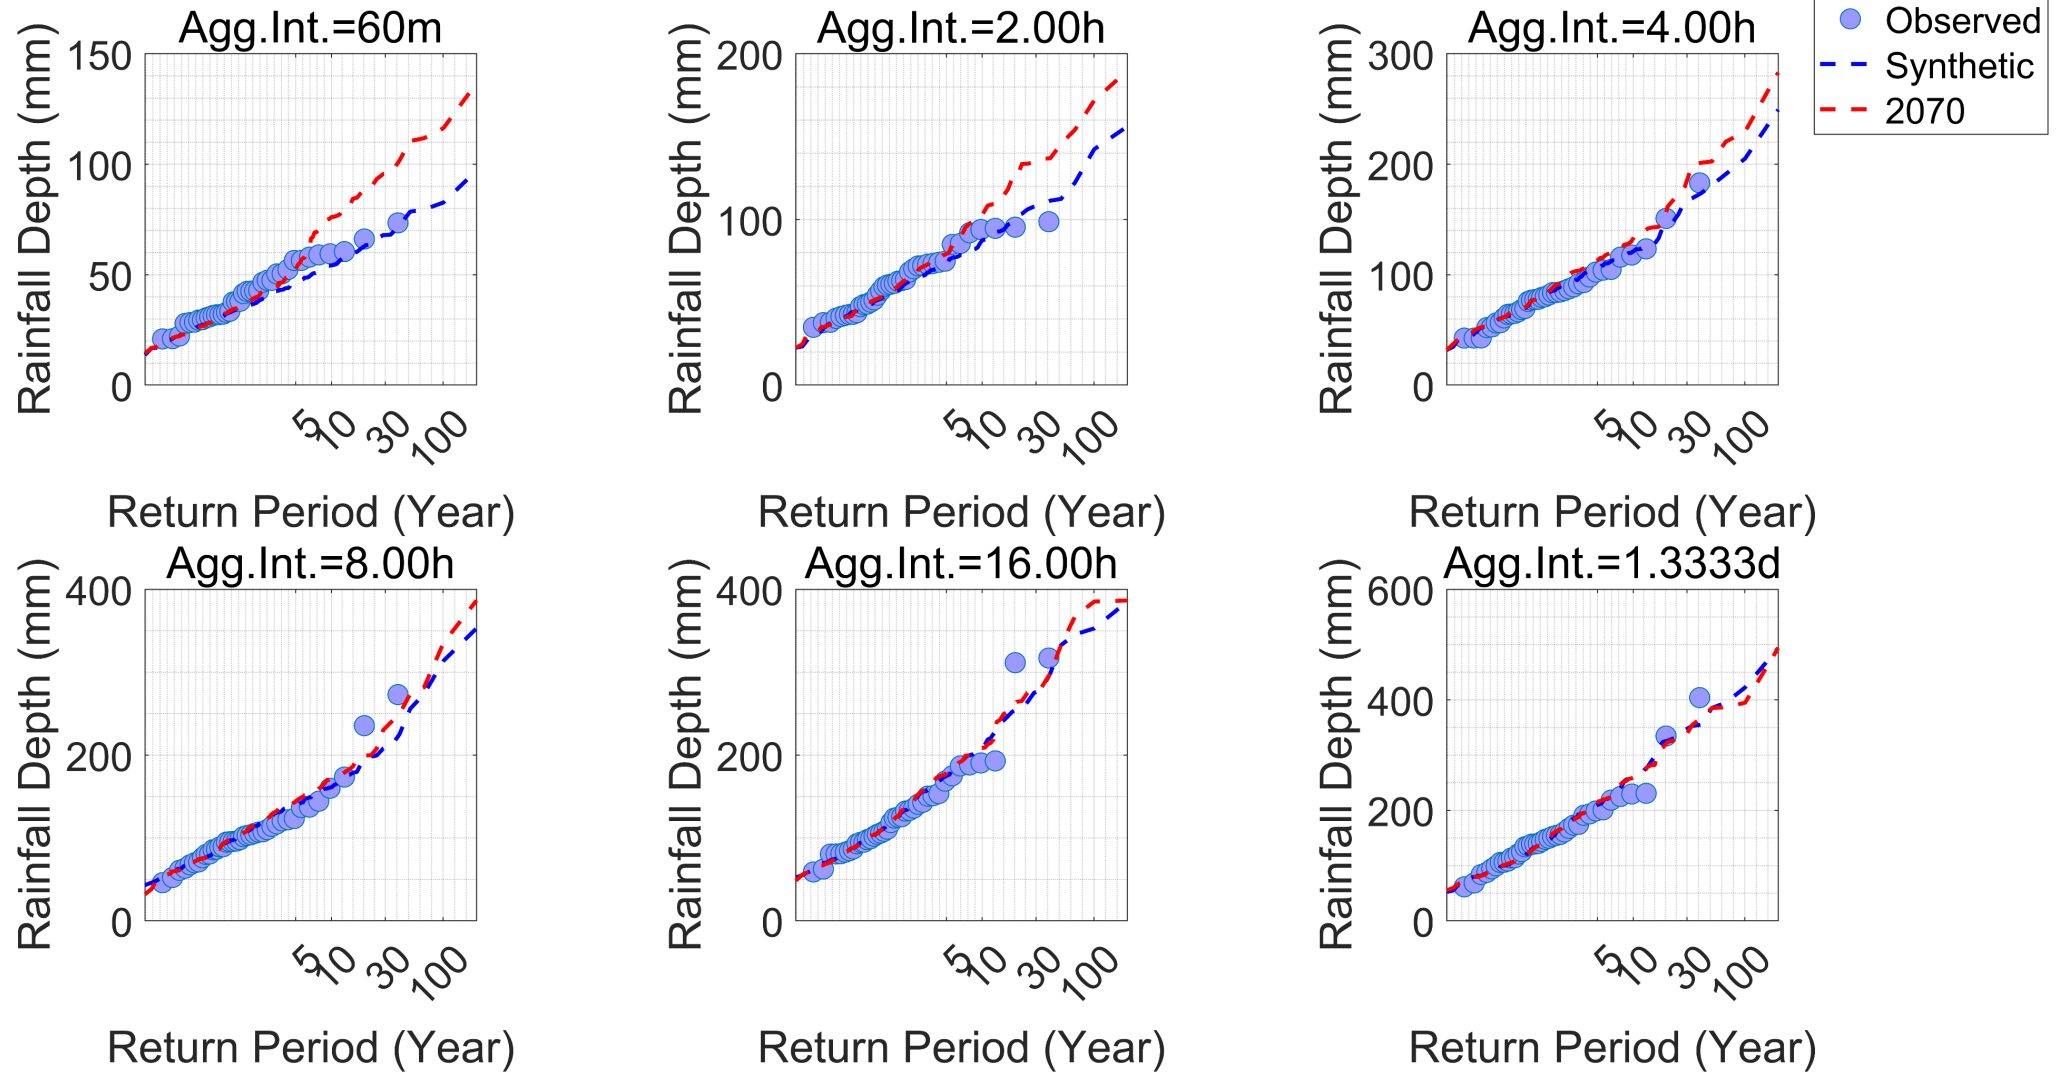 Agg.Int.=60m
Rainfall Depth (mm)
150
100
50
0
5
10
30
100
Return Period (Year)
Agg.Int.=2.00h
Rainfall Depth (mm)
200
100
0
5
10
30
100
Return Period (Year)
Agg.Int.=4.00h
Rainfall Depth (mm)
300
200
100
0
5
10
30
100
Return Period (Year)
Observed
Synthetic
2070
Agg.Int.=8.00h
Rainfall Depth (mm)
400
200
0
5
10
30
100
Return Period (Year)
Agg.Int.=16.00h
Rainfall Depth (mm)
400
200
0
5
10
30
100
Return Period (Year)
Agg.Int.=1.3333d
Rainfall Depth (mm)
600
400
200
0
5
10
30
100
Return Period (Year)